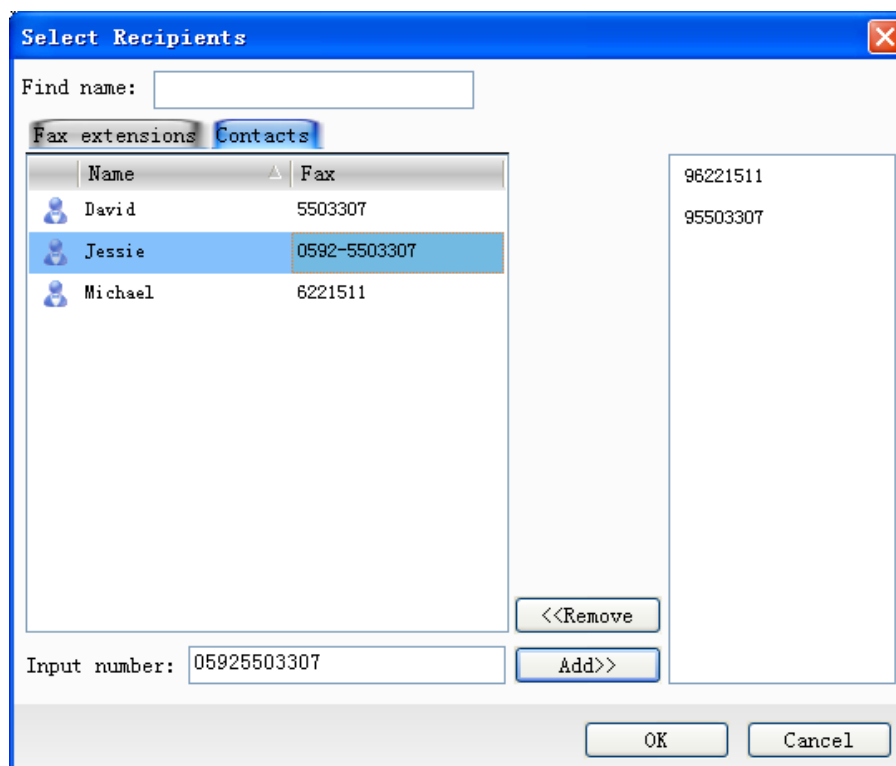 Select Recipients
Find name:
Fax extensions Contacts
Name Fax
David 5503307
Jessie 0592-5503307
Michael 6221511
96221511
95503307
<<Remove
Input number: 05925503307 Add>>
OK Cancel